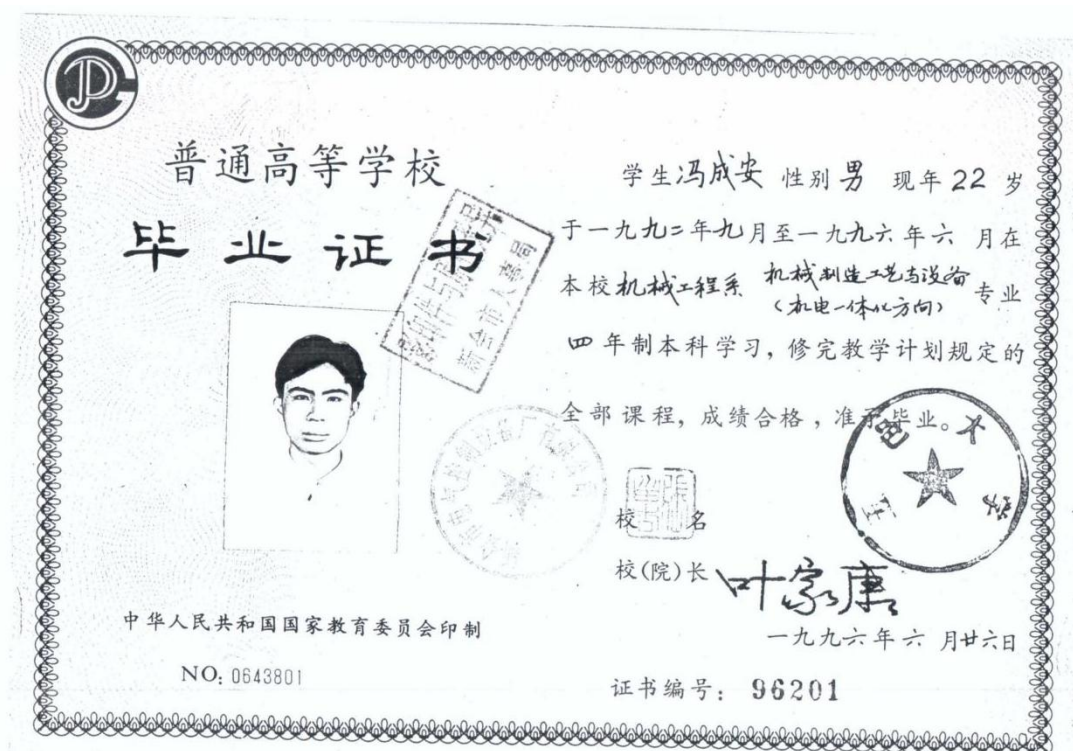 普通高等学校
毕业证书
中华人民共和国国家教育委员会印制
NO: 0643801
学生冯成安 性别男 现年22岁
于一九九二年九月至一九九六年六 月在
本校机械工程系 机械制造工艺与设备(机电一体化方向)专业
四年制本科学习,修完教学计划规定的
全部课程,成绩合格,准予毕业。
校 名
校(院)长 叶家康
一九九六年六 月廿六日
证书编号: 96201
大学